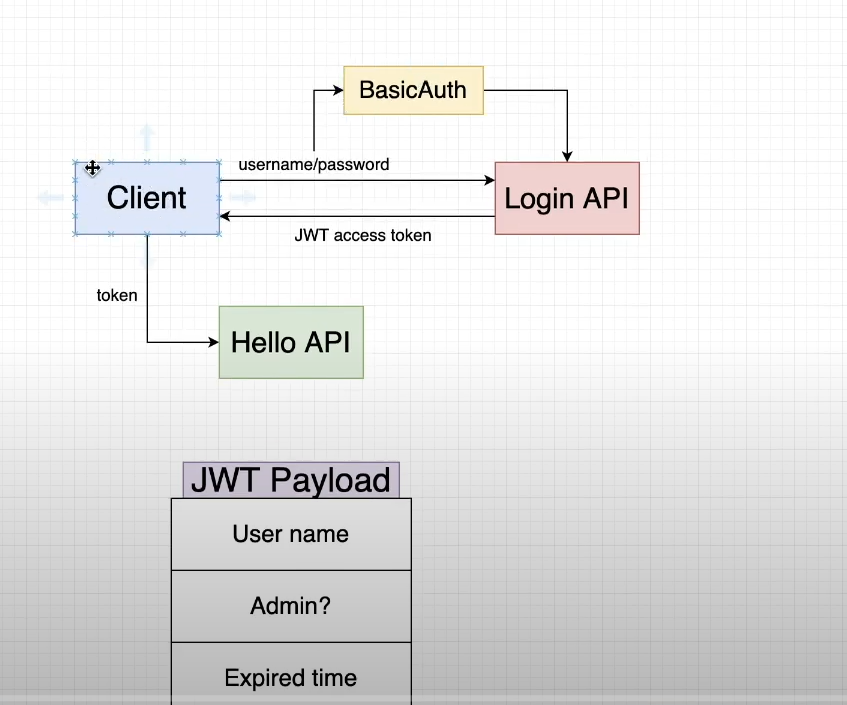 BasicAuth
username/password
Client
Login API
JWT access token
token
Hello API
JWT Payload
User name
Admin?
Expired time